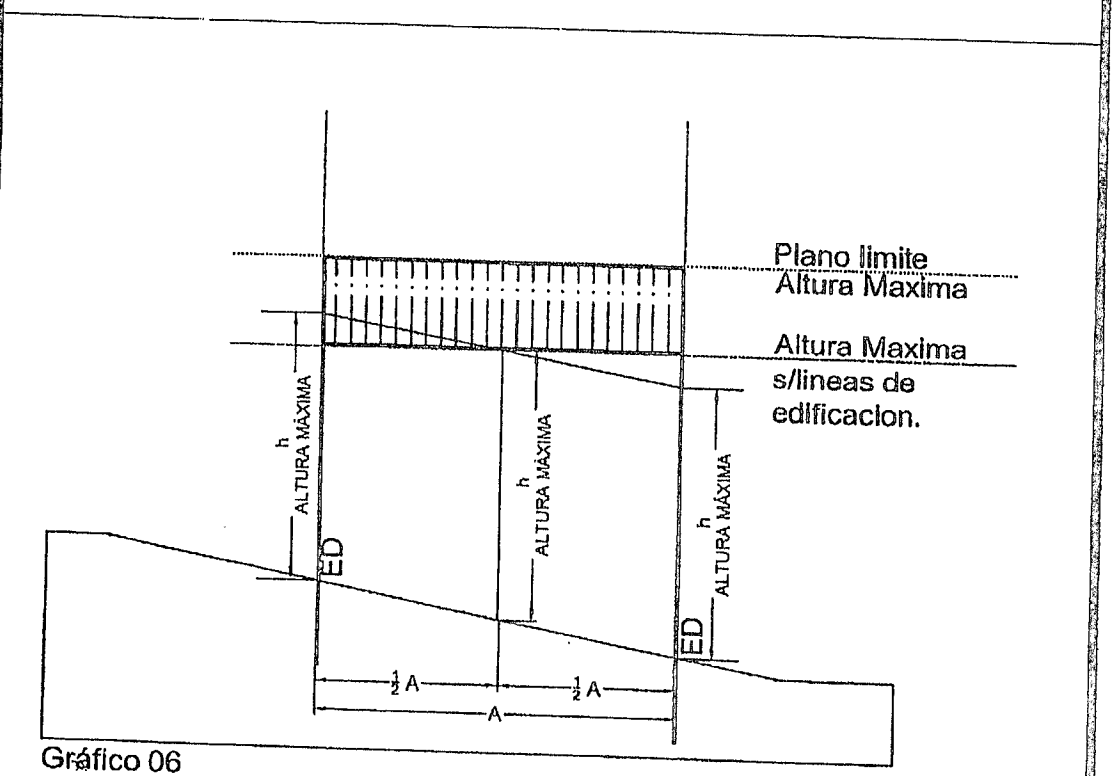 Plano limite
Altura Maxima
Altura Maxima
s/lineas de
edificacion.
h
ALTURA MÁXIMA
h
ALTURA MÁXIMA
h
ALTURA MÁXIMA
ED
ED
½ A
½ A
A
Gráfico 06